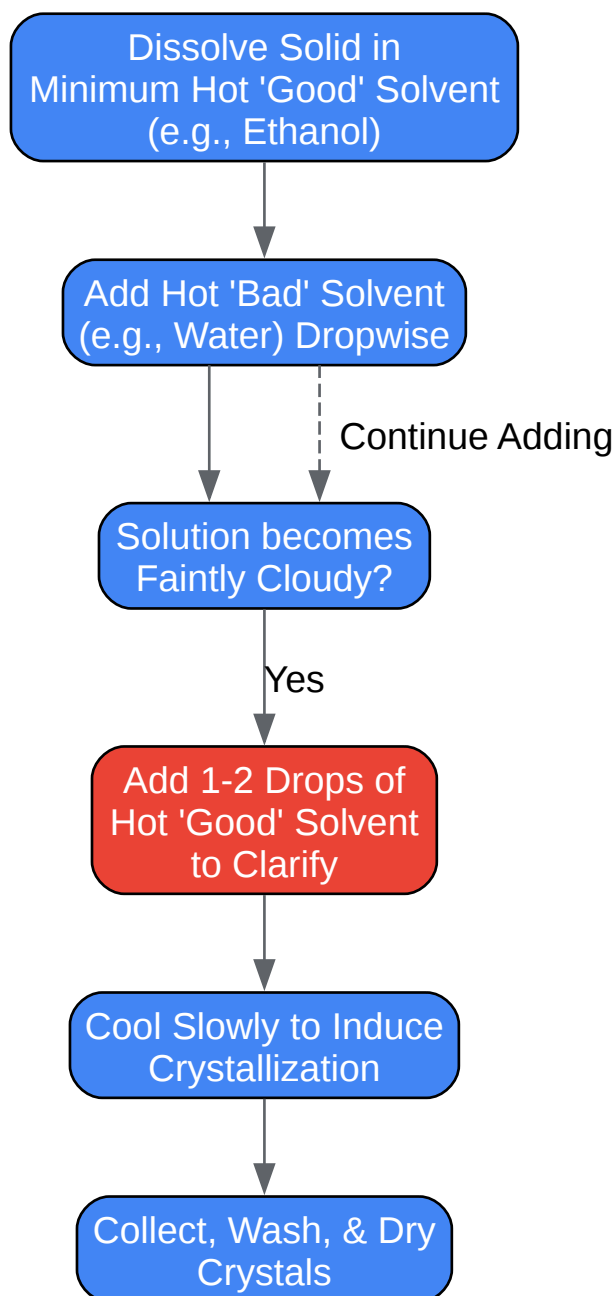 Dissolve Solid in
Minimum Hot 'Good' Solvent
(e.g., Ethanol)
Add Hot 'Bad' Solvent
(e.g., Water) Dropwise
Continue Adding
Solution becomes
Faintly Cloudy?
Yes
Add 1-2 Drops of
Hot 'Good' Solvent
to Clarify
Cool Slowly to Induce
Crystallization
Collect, Wash, & Dry
Crystals